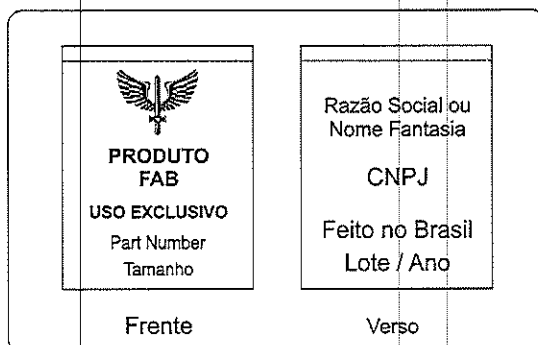 PRODUTO
FAB
USO EXCLUSIVO
Part Number
Tamanho
Frente
Razão Social ou
Nome Fantasia
CNPJ
Feito no Brasil
Lote / Ano
Verso